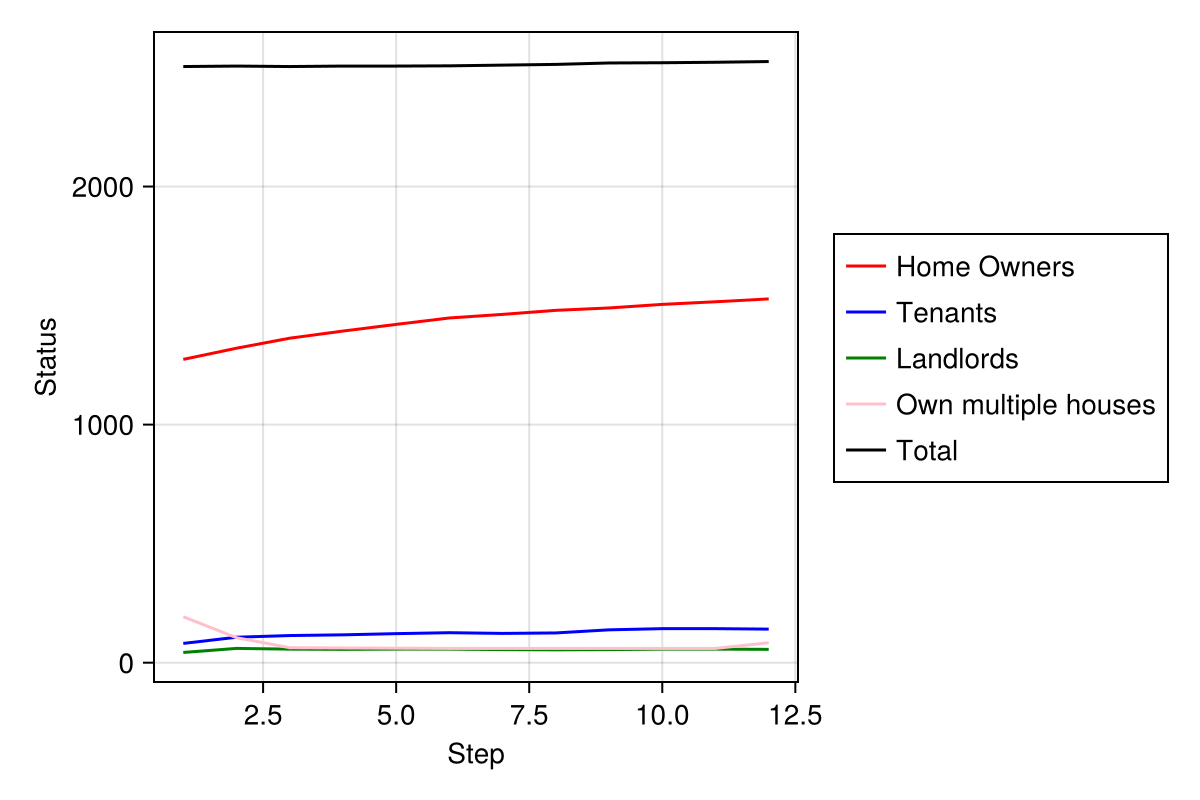 Status
2000
1000
0
2.5 5.0 7.5 10.0 12.5
Step
Home Owners
Tenants
Landlords
Own multiple houses
Total